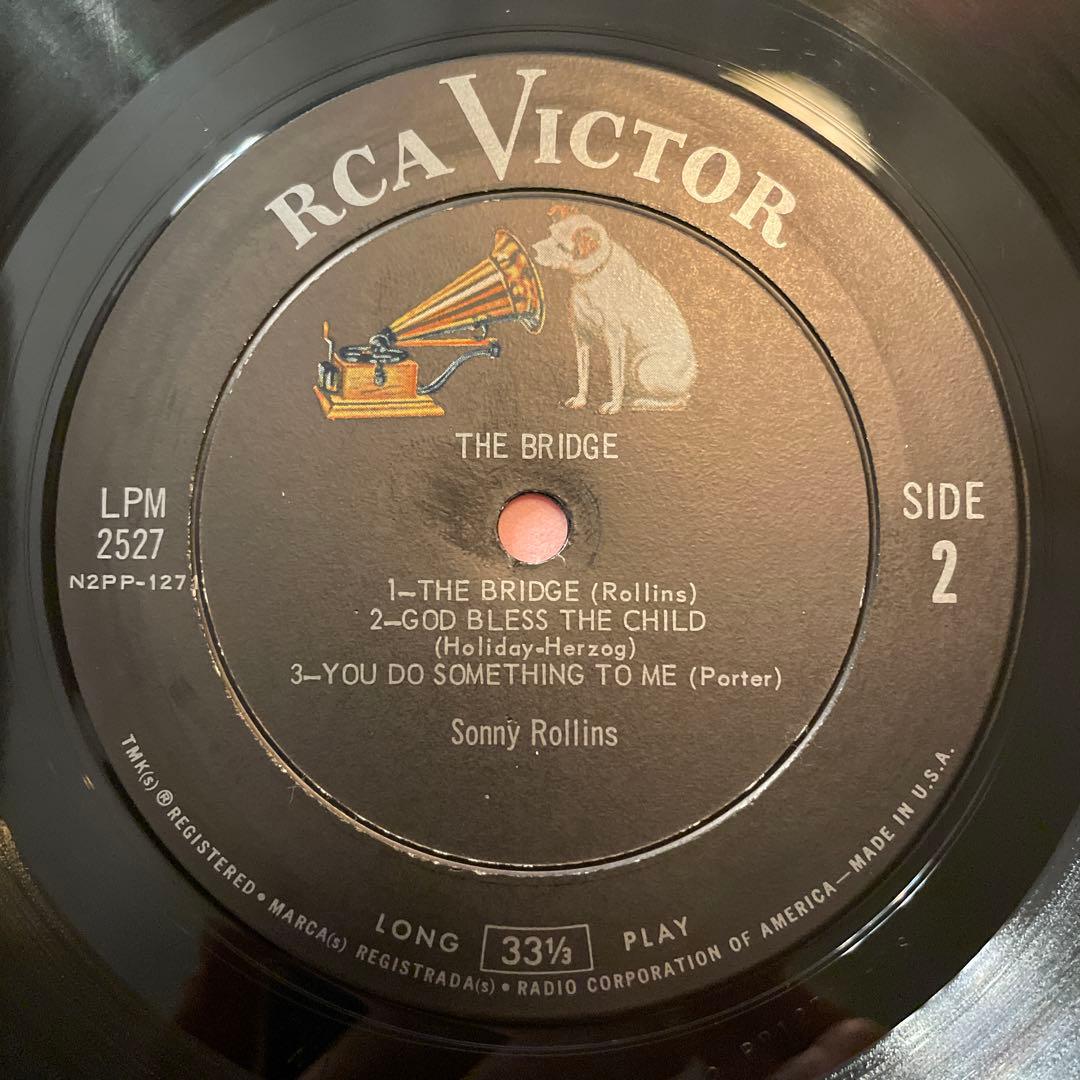 RCA VICTOR
THE BRIDGE
LPM
2527
N2PP-127
SIDE
2
1—THE BRIDGE (Rollins)
2—GOD BLESS THE CHILD
(Holiday-Herzog)
3—YOU DO SOMETHING TO ME (Porter)
Sonny Rollins
LONG 33⅓ PLAY
TMK(s) ® REGISTERED • MARCA(s) REGISTRADA(s) • RADIO CORPORATION OF AMERICA—MADE IN U.S.A.